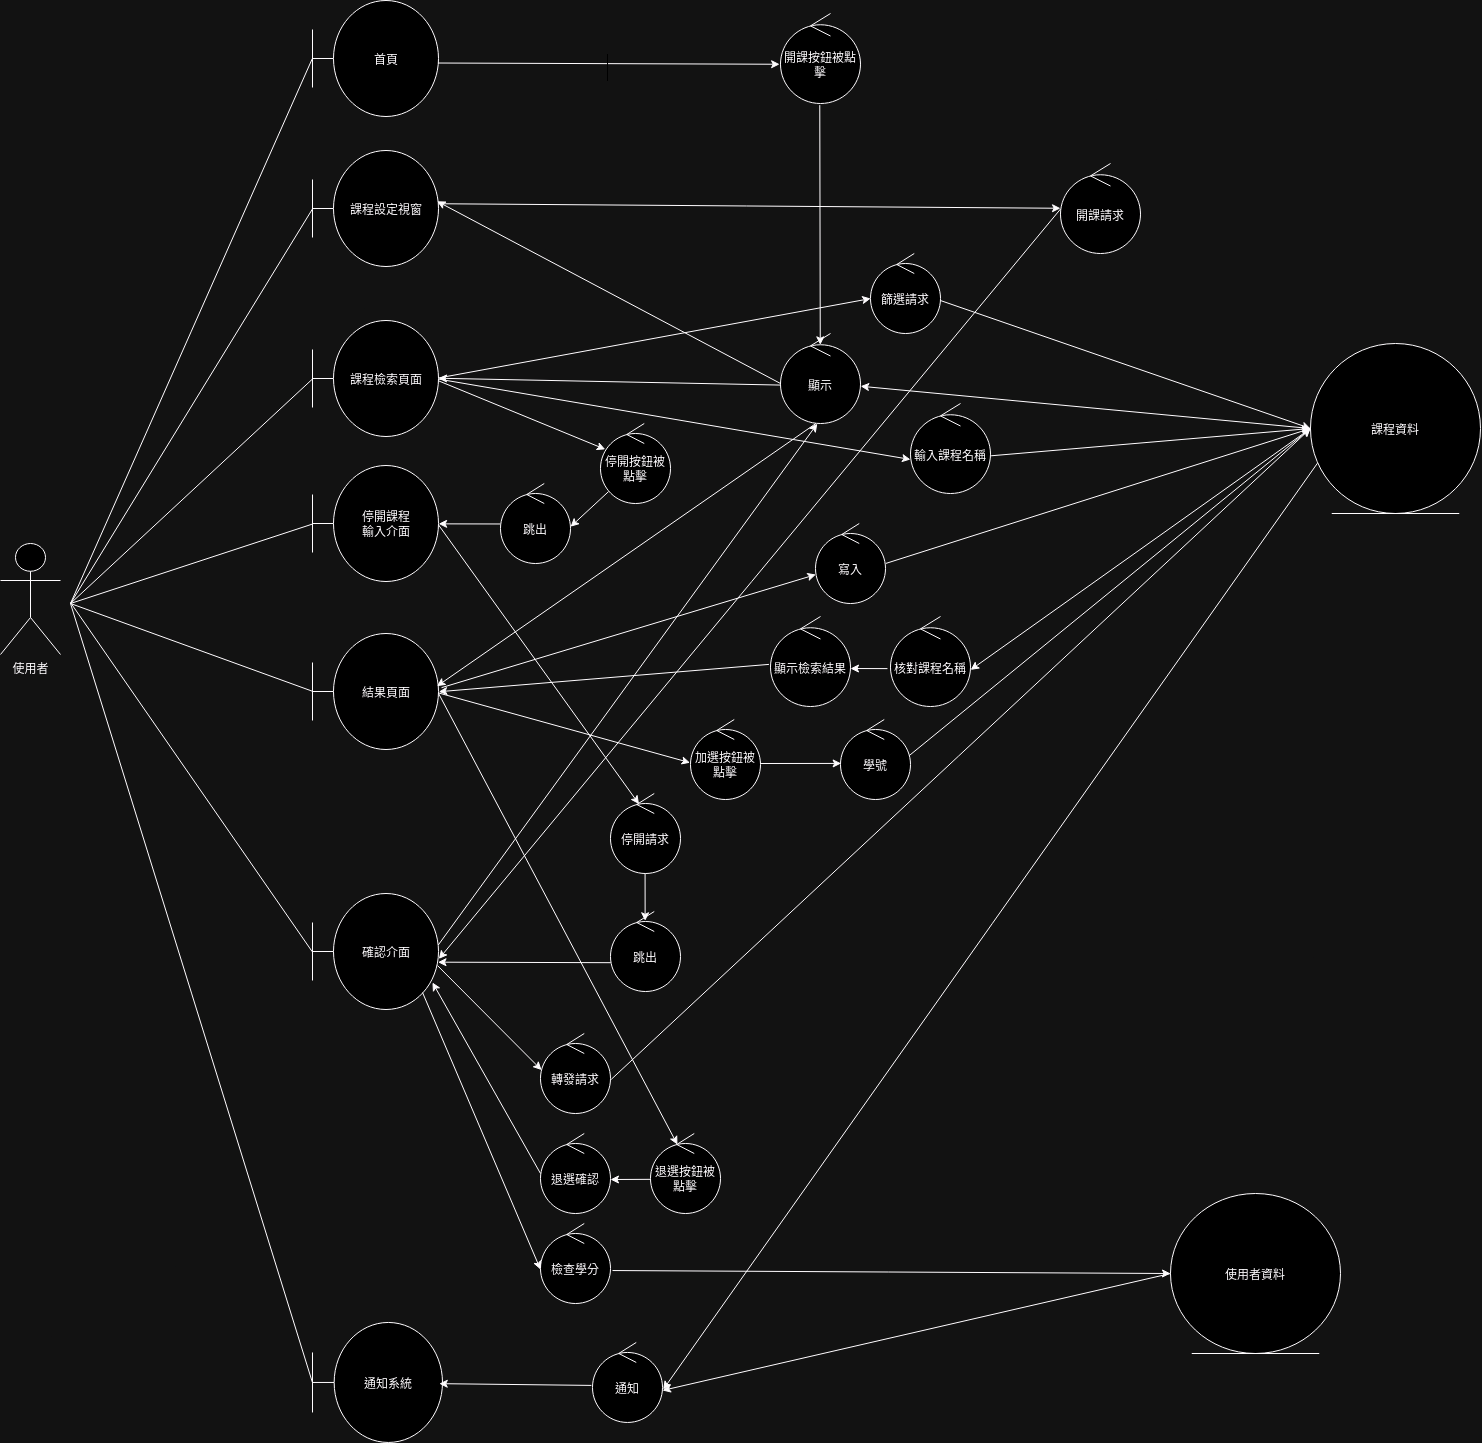 首頁
開課按鈕被點
擊
課程設定視窗
開課請求
篩選請求
課程檢索頁面
顯示
課程資料
輸入課程名稱
停開按鈕被
點擊
停開課程
輸入介面
跳出
寫入
使用者
結果頁面
顯示檢索結果
核對課程名稱
加選按鈕被
點擊
學號
停開請求
確認介面
跳出
轉發請求
退選確認
退選按鈕被
點擊
檢查學分
使用者資料
通知系統
通知